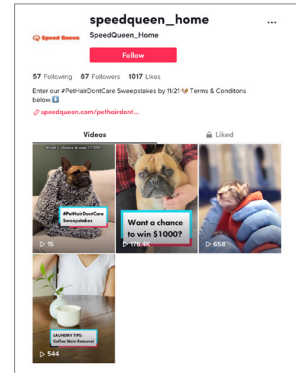 speedqueen_home
...
Speed Queen
SpeedQueen_Home
Follow
57 Following 87 Followers 1017 Likes
Enter our #PetHairDontCare Sweepstakes by 11/21 Terms & Conditons
below
speedqueen.com/pethairdont...
Videos
Liked
#PetHairDontCare
Sweepstakes
15
Want a chance
to win $1000?
176.4K
658
LAUNDRY TIPS:
Coffee Stain Removal
544